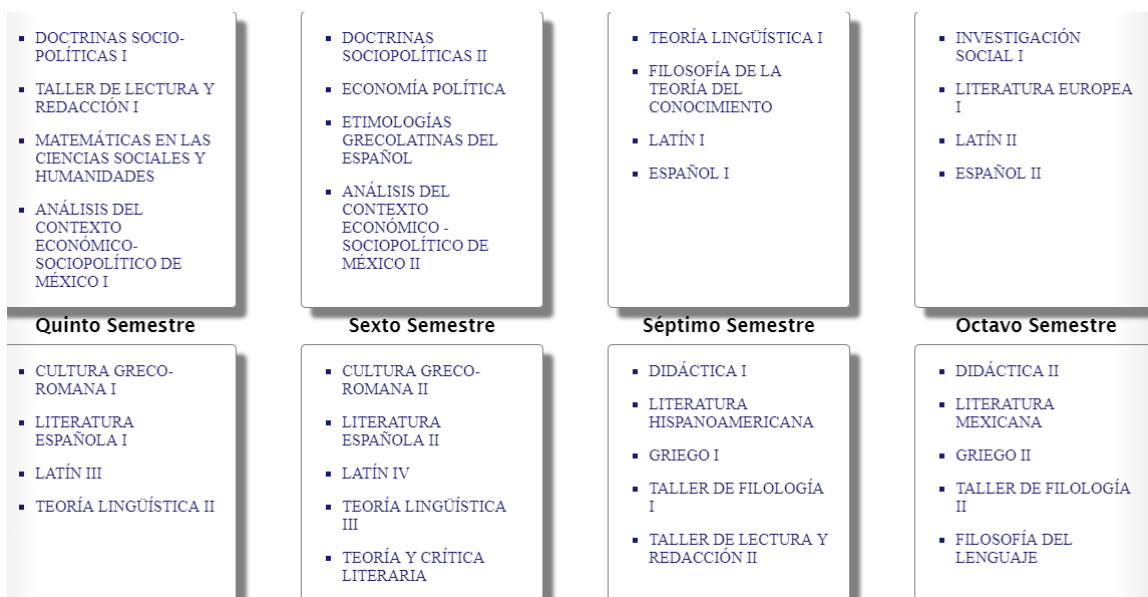 DOCTRINAS SOCIO-
POLÍTICAS I
TALLER DE LECTURA Y
REDACCIÓN I
MATEMÁTICAS EN LAS
CIENCIAS SOCIALES Y
HUMANIDADES
ANÁLISIS DEL
CONTEXTO
ECONÓMICO-
SOCIOPOLÍTICO DE
MÉXICO I
DOCTRINAS
SOCIOPOLÍTICAS II
ECONOMÍA POLÍTICA
ETIMOLOGÍAS
GRECOLATINAS DEL
ESPAÑOL
ANÁLISIS DEL
CONTEXTO
ECONÓMICO -
SOCIOPOLÍTICO DE
MÉXICO II
TEORÍA LINGÜÍSTICA I
FILOSOFÍA DE LA
TEORÍA DEL
CONOCIMIENTO
LATÍN I
ESPAÑOL I
INVESTIGACIÓN
SOCIAL I
LITERATURA EUROPEA
I
LATÍN II
ESPAÑOL II
Quinto Semestre
CULTURA GRECO-
ROMANA I
LITERATURA
ESPAÑOLA I
LATÍN III
TEORÍA LINGÜÍSTICA II
Sexto Semestre
CULTURA GRECO-
ROMANA II
LITERATURA
ESPAÑOLA II
LATÍN IV
TEORÍA LINGÜÍSTICA
III
TEORÍA Y CRÍTICA
LITERARIA
Séptimo Semestre
DIDÁCTICA I
LITERATURA
HISPANOAMERICANA
GRIEGO I
TALLER DE FILOLOGÍA
I
TALLER DE LECTURA Y
REDACCIÓN II
Octavo Semestre
DIDÁCTICA II
LITERATURA
MEXICANA
GRIEGO II
TALLER DE FILOLOGÍA
II
FILOSOFÍA DEL
LENGUAJE